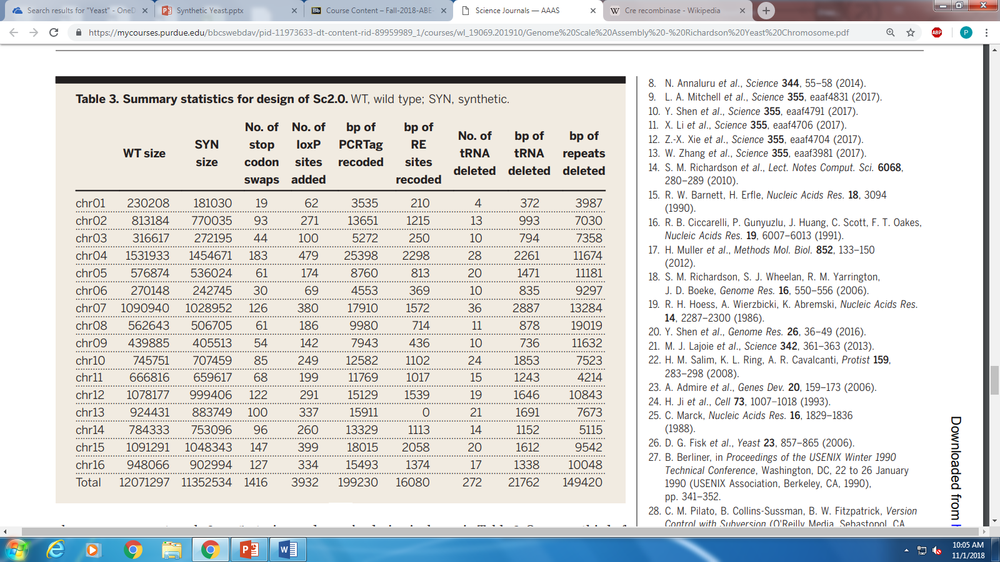 Search results for "Yeast" - OneD
Synthetic Yeast.pptx
Course Content – Fall-2018-ABE-
Science Journals — AAAS
Cre recombinase - Wikipedia
https://mycourses.purdue.edu/bbcswebdav/pid-11973633-dt-content-rid-89959989_1/courses/wl_19069.201910/Genome%20Scale%20Assembly%20-%20Richardson%20Yeast%20Chromosome.pdf
ABP
P
Table 3. Summary statistics for design of Sc2.0. WT, wild type; SYN, synthetic.
WT size SYN size No. of stop codon swaps No. of loxP sites added bp of PCRTag recoded bp of RE sites recoded No. of tRNA deleted bp of tRNA deleted bp of repeats deleted
chr01 230208 181030 19 62 3535 210 4 372 3987
chr02 813184 770035 93 271 13651 1215 13 993 7030
chr03 316617 272195 44 100 5272 250 10 794 7358
chr04 1531933 1454671 183 479 25398 2298 28 2261 11674
chr05 576874 536024 61 174 8760 813 20 1471 11181
chr06 270148 242745 30 69 4553 369 10 835 9297
chr07 1090940 1028952 126 380 17910 1572 36 2887 13284
chr08 562643 506705 61 186 9980 714 11 878 19019
chr09 439885 405513 54 142 7943 436 10 736 11632
chr10 745751 707459 85 249 12582 1102 24 1853 7523
chr11 666816 659617 68 199 11769 1017 15 1243 4214
chr12 1078177 999406 122 291 15129 1539 19 1646 10843
chr13 924431 883749 100 337 15911 0 21 1691 7673
chr14 784333 753096 96 260 13329 1113 14 1152 5115
chr15 1091291 1048343 147 399 18015 2058 20 1612 9542
chr16 948066 902994 127 334 15493 1374 17 1338 10048
Total 12071297 11352534 1416 3932 199230 16080 272 21762 149420
8. N. Annaluru et al., Science 344, 55–58 (2014).
9. L. A. Mitchell et al., Science 355, eaaf4831 (2017).
10. Y. Shen et al., Science 355, eaaf4791 (2017).
11. X. Li et al., Science 355, eaaf4706 (2017).
12. Z.-X. Xie et al., Science 355, eaaf4704 (2017).
13. W. Zhang et al., Science 355, eaaf3981 (2017).
14. S. M. Richardson et al., Lect. Notes Comput. Sci. 6068,
280–289 (2010).
15. R. W. Barnett, H. Erfle, Nucleic Acids Res. 18, 3094
(1990).
16. R. B. Ciccarelli, P. Gunyuzlu, J. Huang, C. Scott, F. T. Oakes,
Nucleic Acids Res. 19, 6007–6013 (1991).
17. H. Muller et al., Methods Mol. Biol. 852, 133–150
(2012).
18. S. M. Richardson, S. J. Wheelan, R. M. Yarrington,
J. D. Boeke, Genome Res. 16, 550–556 (2006).
19. R. H. Hoess, A. Wierzbicki, K. Abremski, Nucleic Acids Res.
14, 2287–2300 (1986).
20. Y. Shen et al., Genome Res. 26, 36–49 (2016).
21. M. J. Lajoie et al., Science 342, 361–363 (2013).
22. H. M. Salim, K. L. Ring, A. R. Cavalcanti, Protist 159,
283–298 (2008).
23. A. Admire et al., Genes Dev. 20, 159–173 (2006).
24. H. Ji et al., Cell 73, 1007–1018 (1993).
25. C. Marck, Nucleic Acids Res. 16, 1829–1836
(1988).
26. D. G. Fisk et al., Yeast 23, 857–865 (2006).
27. B. Berliner, in Proceedings of the USENIX Winter 1990
Technical Conference, Washington, DC, 22 to 26 January
1990 (USENIX Association, Berkeley, CA, 1990),
pp. 341–352.
28. C. M. Pilato, B. Collins-Sussman, B. W. Fitzpatrick, Version
Control with Subversion (O'Reilly Media, Sebastopol, CA
Downloaded from
10:05 AM
11/1/2018